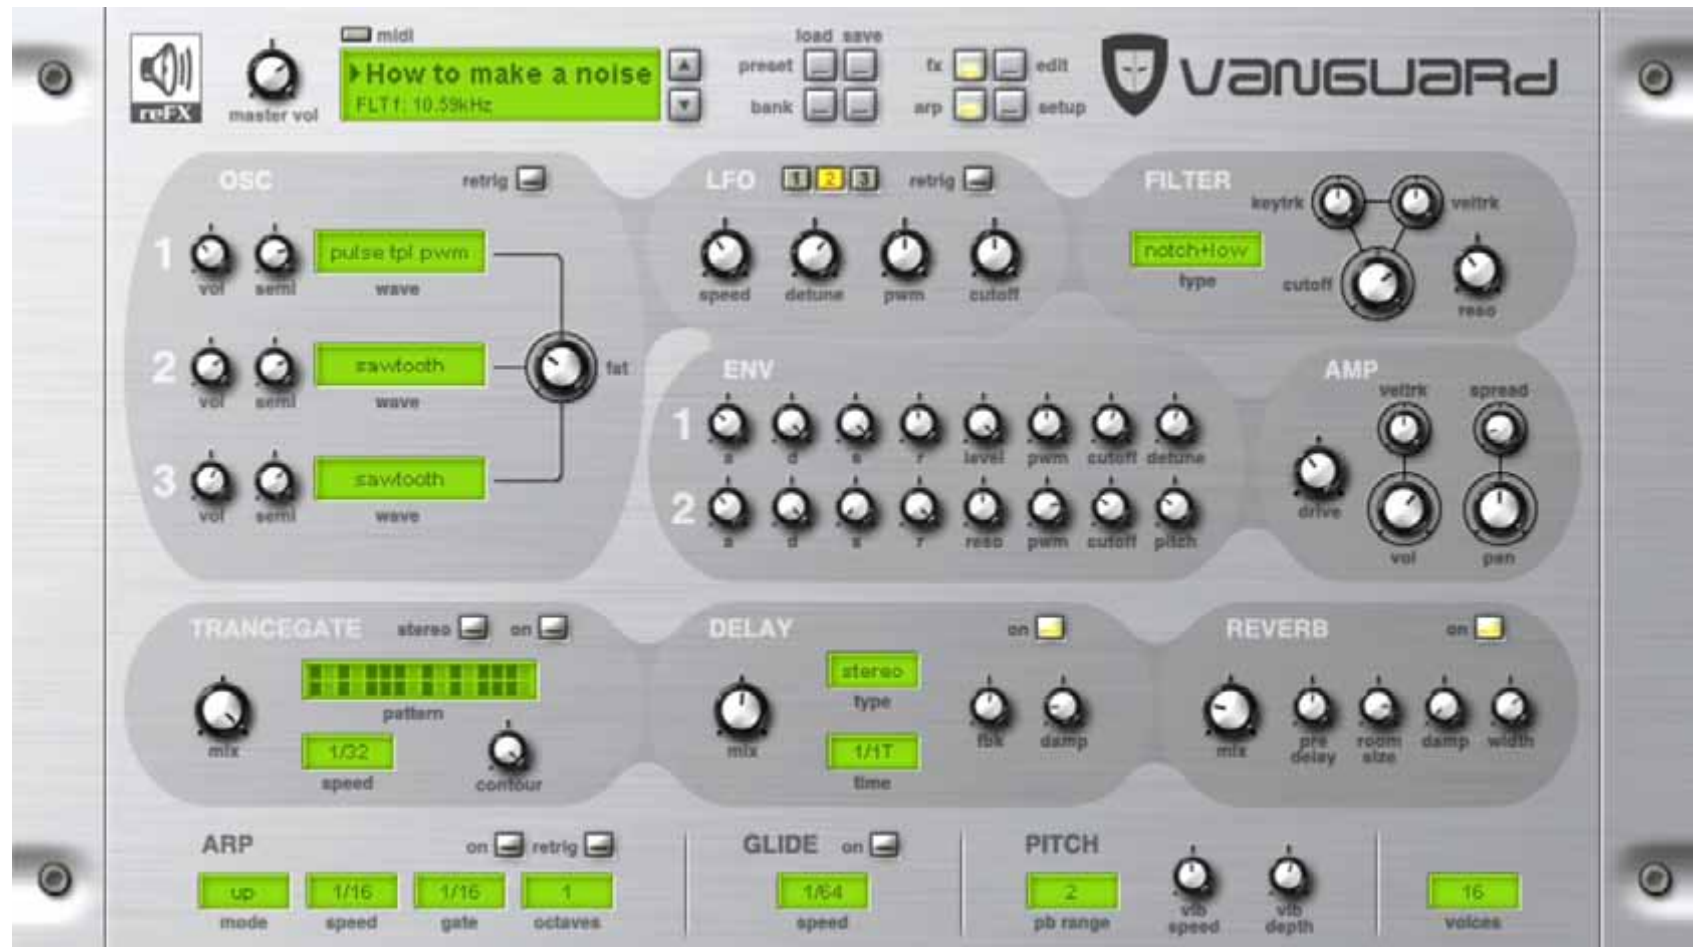 midi
load save
How to make a noise
FLT f: 10.59kHz
preset
fx
edit
VANGUARD
reFX
master vol
bank
arp
setup
OSC
retrig
1
pulse tpl pwm
vol
semi
wave
2
sawtooth
fat
vol
semi
wave
3
sawtooth
vol
semi
wave
LFO
1 2 3
retrig
speed
detune
pwm
cutoff
FILTER
keytrk
veltrk
notch+low
type
cutoff
reso
ENV
1
a d s r level pwm cutoff detune
2
a d s r reso pwm cutoff pitch
AMP
veltrk
spread
drive
vol
pan
TRANCEGATE
stereo
on
pattern
mix
1/32
speed
contour
DELAY
on
stereo
type
mix
1/1T
time
fbk
damp
REVERB
on
mix
pre delay
room size
damp
width
ARP
on
retrig
up
1/16
1/16
1
mode
speed
gate
octaves
GLIDE
on
1/64
speed
PITCH
2
pb range
vib speed
vib depth
16
voices